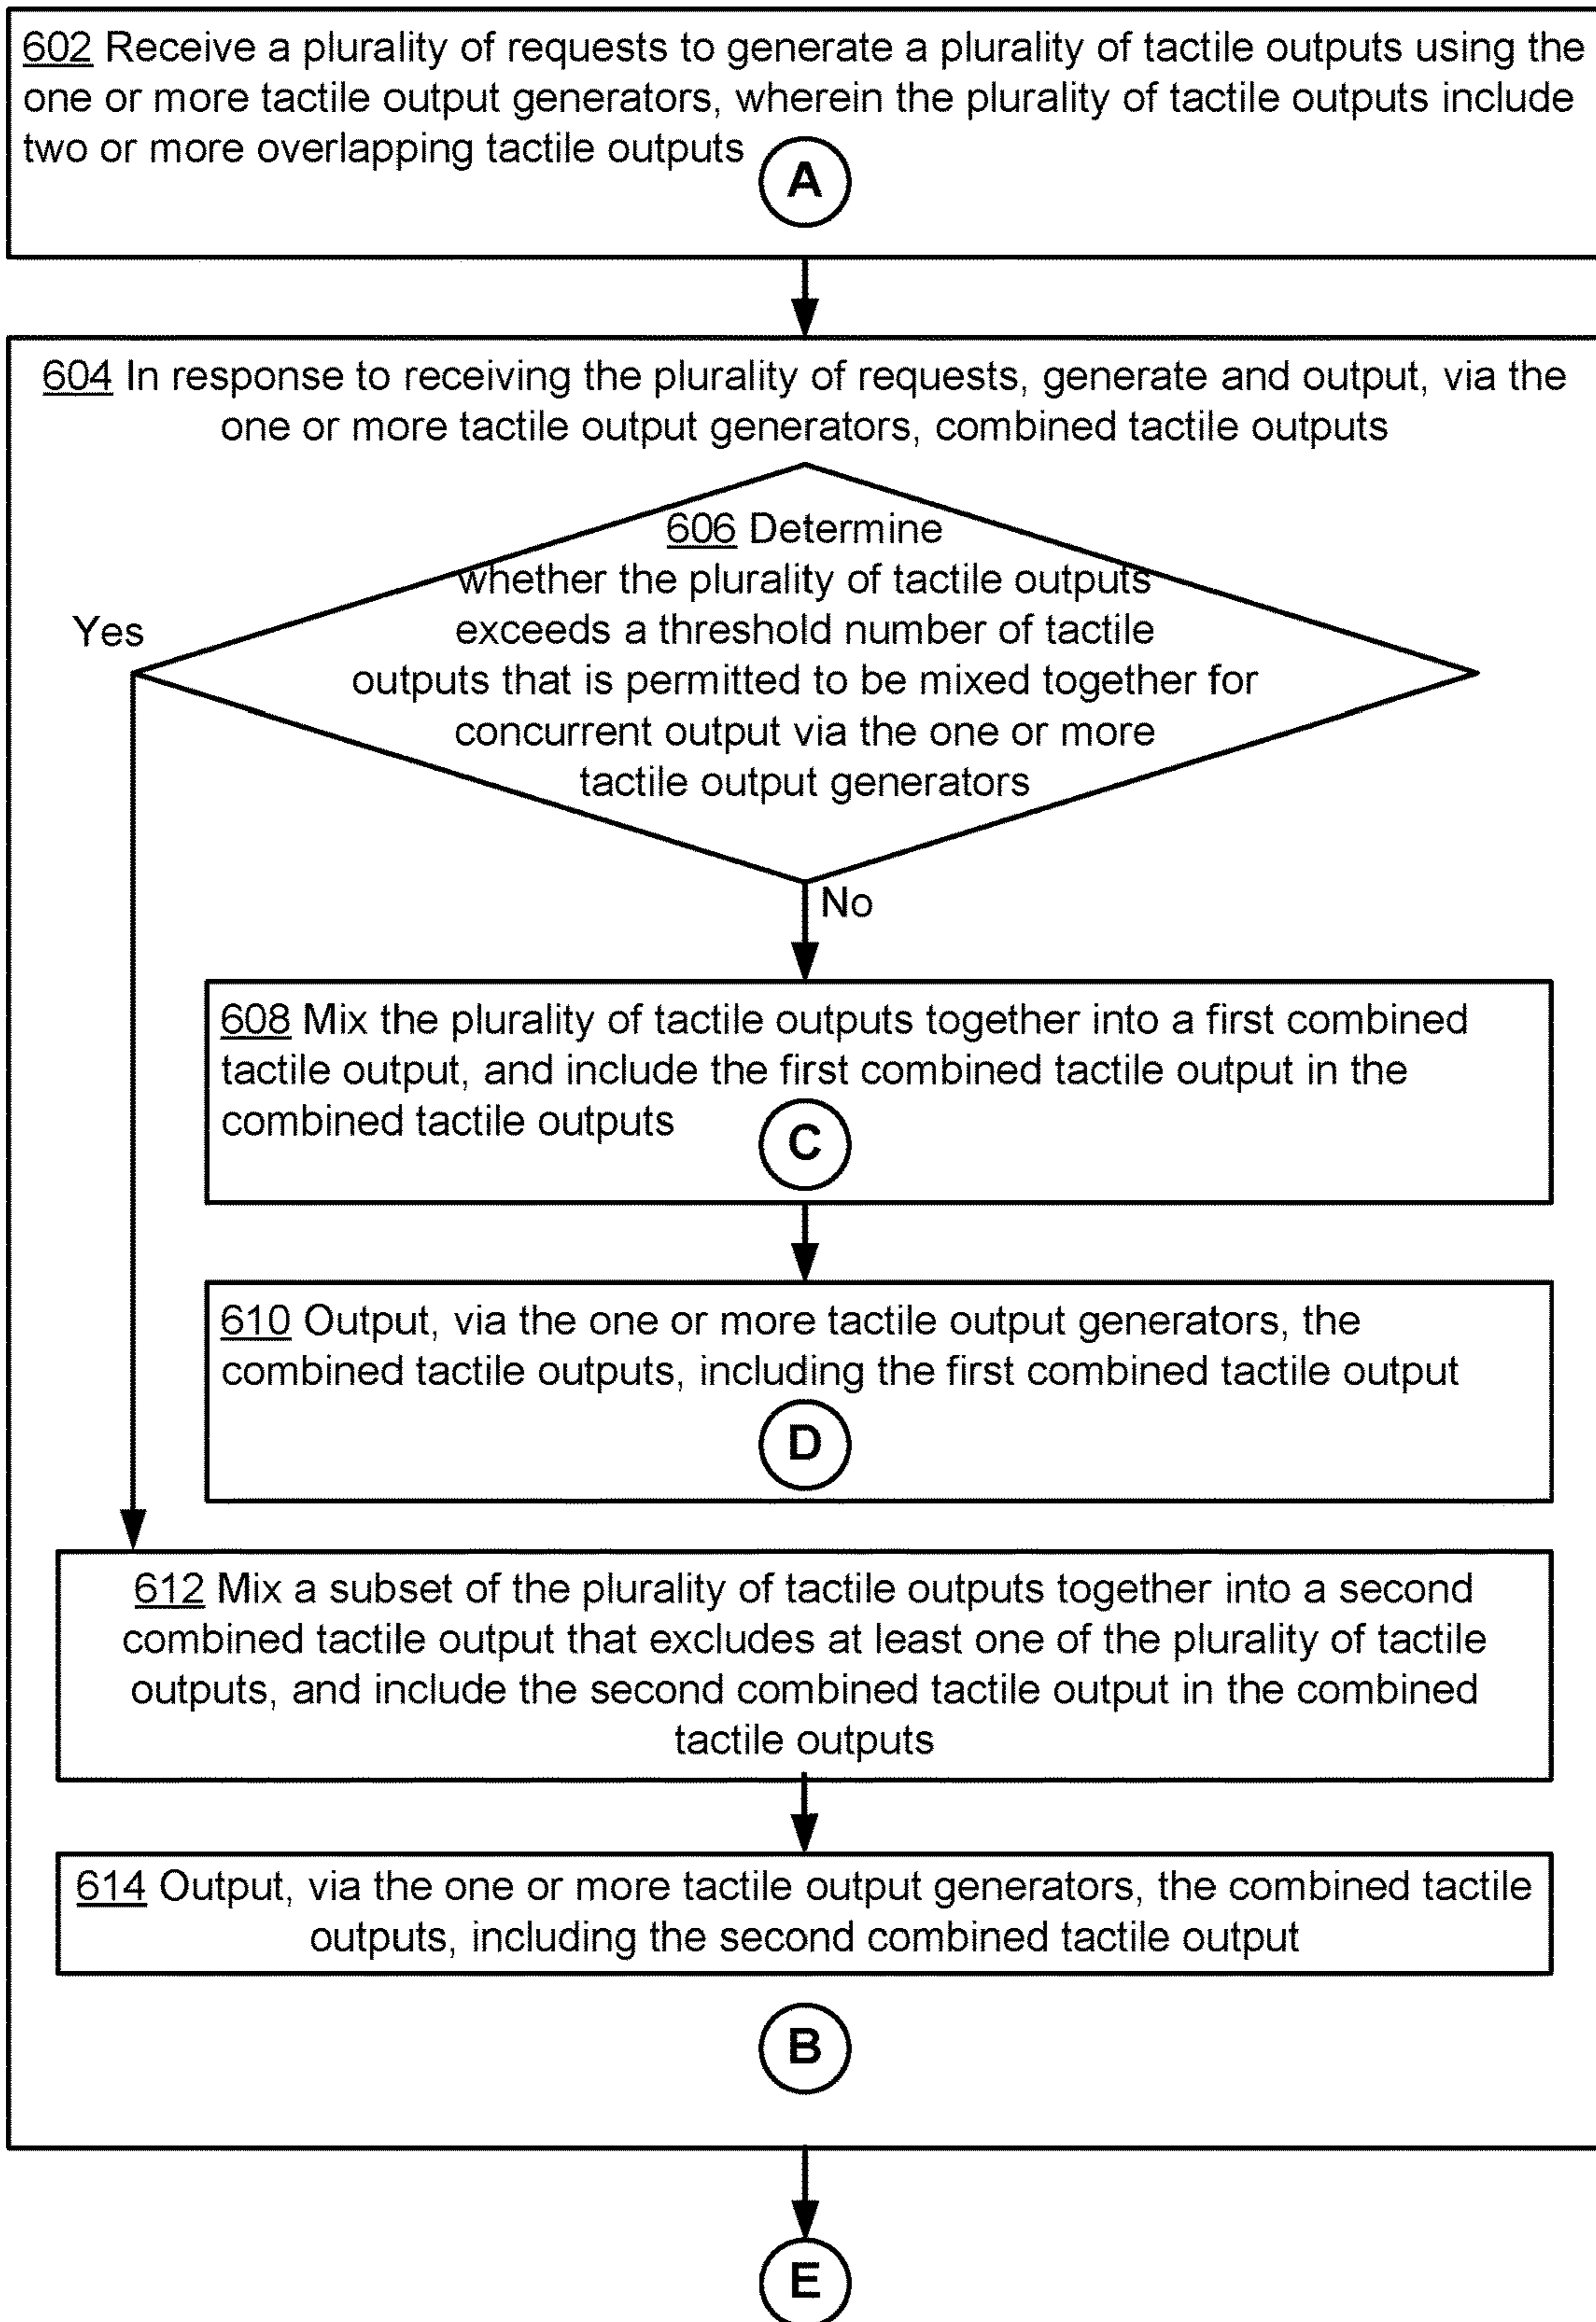 602 Receive a plurality of requests to generate a plurality of tactile outputs using the
one or more tactile output generators, wherein the plurality of tactile outputs include
two or more overlapping tactile outputs
A
604 In response to receiving the plurality of requests, generate and output, via the
one or more tactile output generators, combined tactile outputs
606 Determine
whether the plurality of tactile outputs
exceeds a threshold number of tactile
outputs that is permitted to be mixed together for
concurrent output via the one or more
tactile output generators
Yes
No
608 Mix the plurality of tactile outputs together into a first combined
tactile output, and include the first combined tactile output in the
combined tactile outputs
C
610 Output, via the one or more tactile output generators, the
combined tactile outputs, including the first combined tactile output
D
612 Mix a subset of the plurality of tactile outputs together into a second
combined tactile output that excludes at least one of the plurality of tactile
outputs, and include the second combined tactile output in the combined
tactile outputs
614 Output, via the one or more tactile output generators, the combined tactile
outputs, including the second combined tactile output
B
E